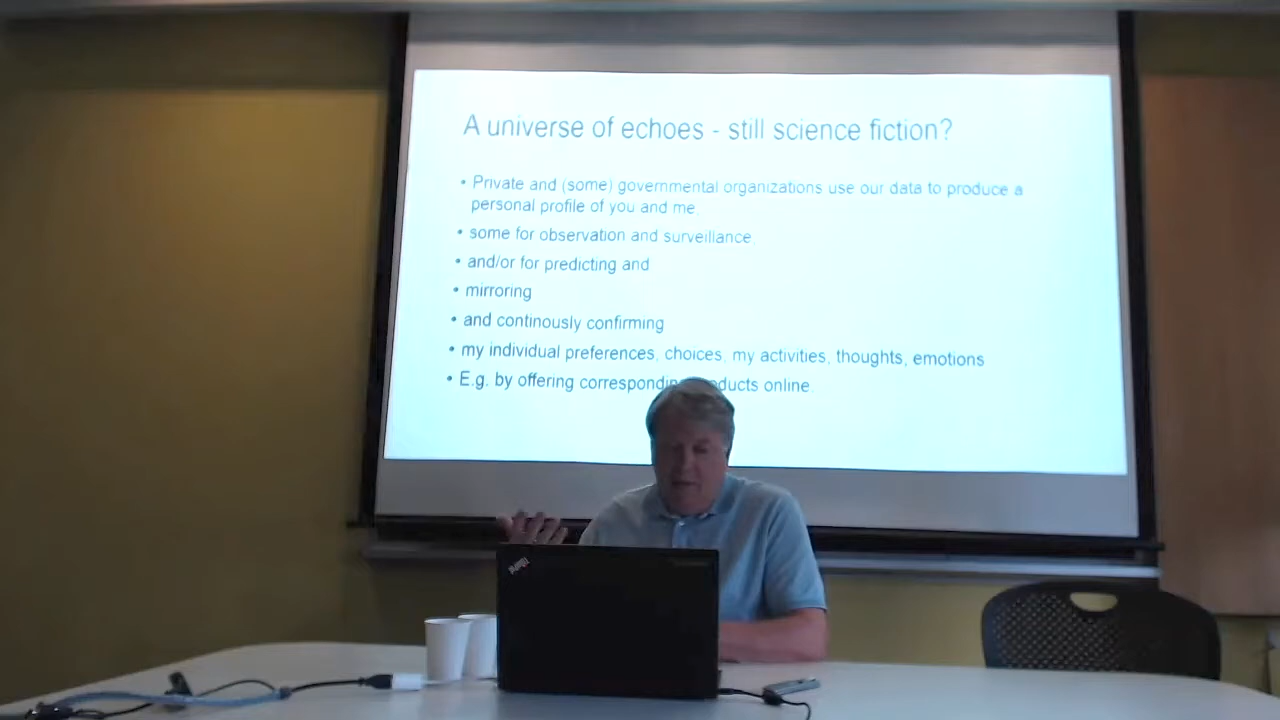 A universe of echoes - still science fiction?
• Private and (some) governmental organizations use our data to produce a
personal profile of you and me.
• some for observation and surveillance,
• and/or for predicting and
• mirroring
• and continously confirming
• my individual preferences, choices, my activities, thoughts, emotions
• E.g. by offering online